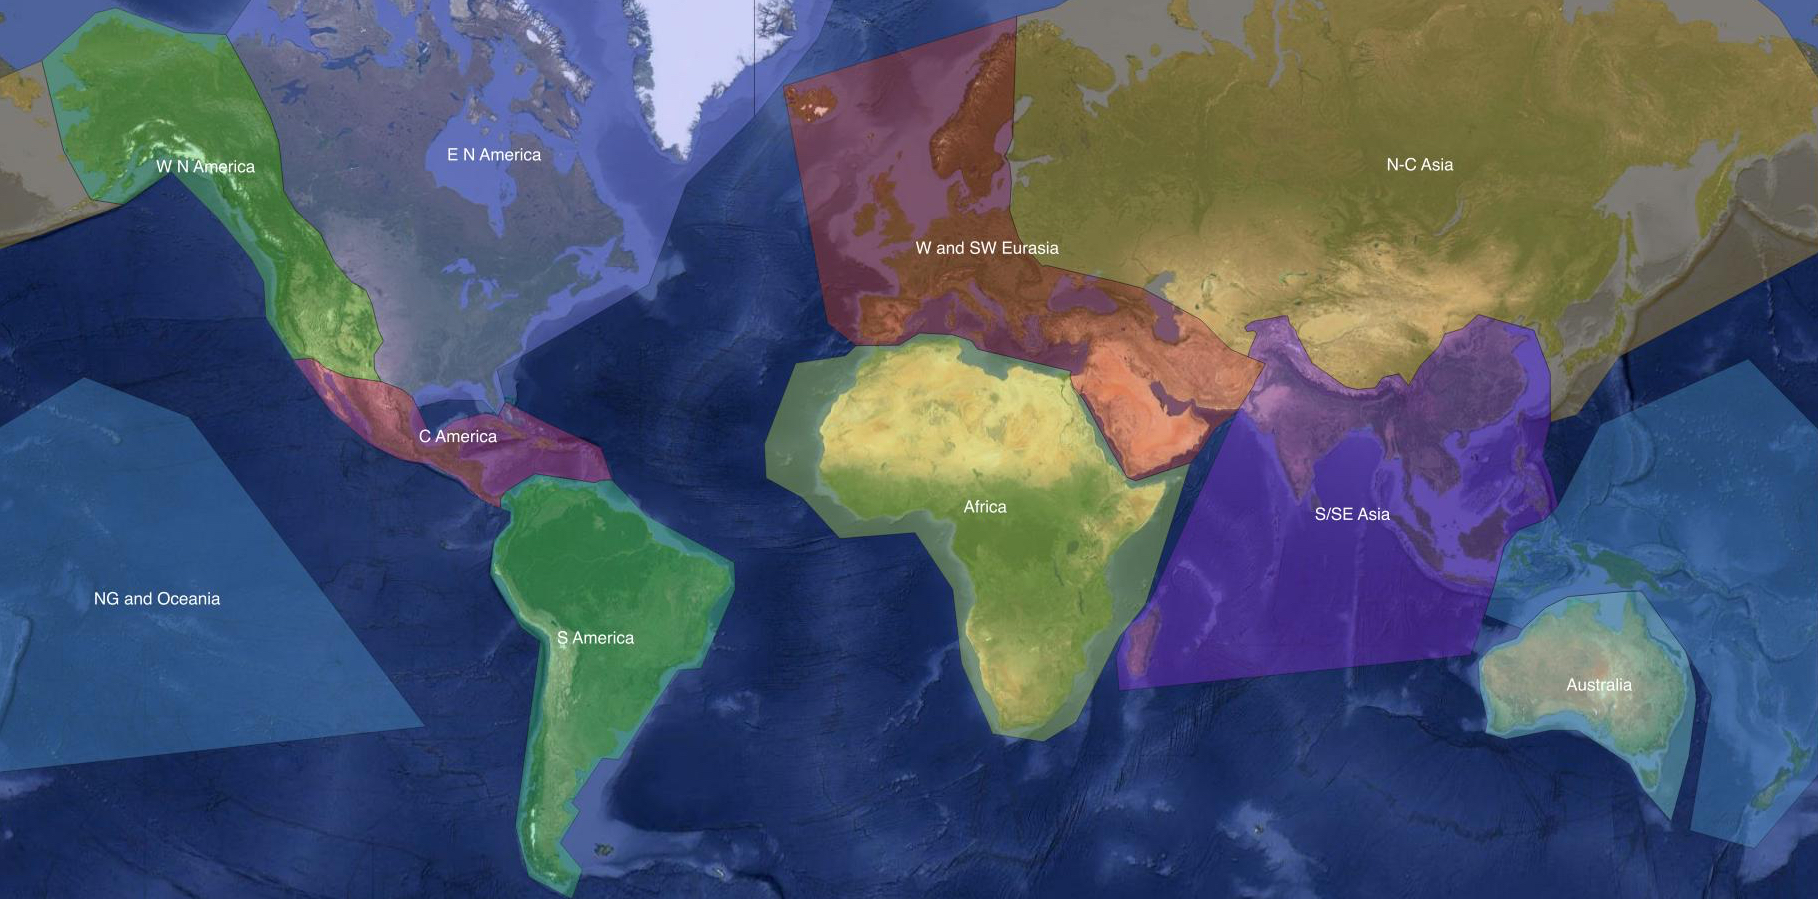 W N America
E N America
N-C Asia
W and SW Eurasia
C America
Africa
S/SE Asia
NG and Oceania
S America
Australia